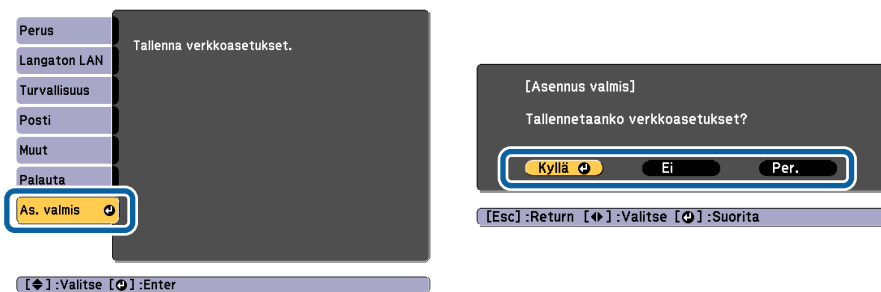 Perus
Langaton LAN
Turvallisuus
Posti
Muut
Palauta
As. valmis
Tallenna verkkoasetukset.
[ ] :Valitse [ ] :Enter
[Asennus valmis]
Tallennetaanko verkkoasetukset?
Kyllä Ei Per.
[Esc] :Return [ ] :Valitse [ ] :Suorita